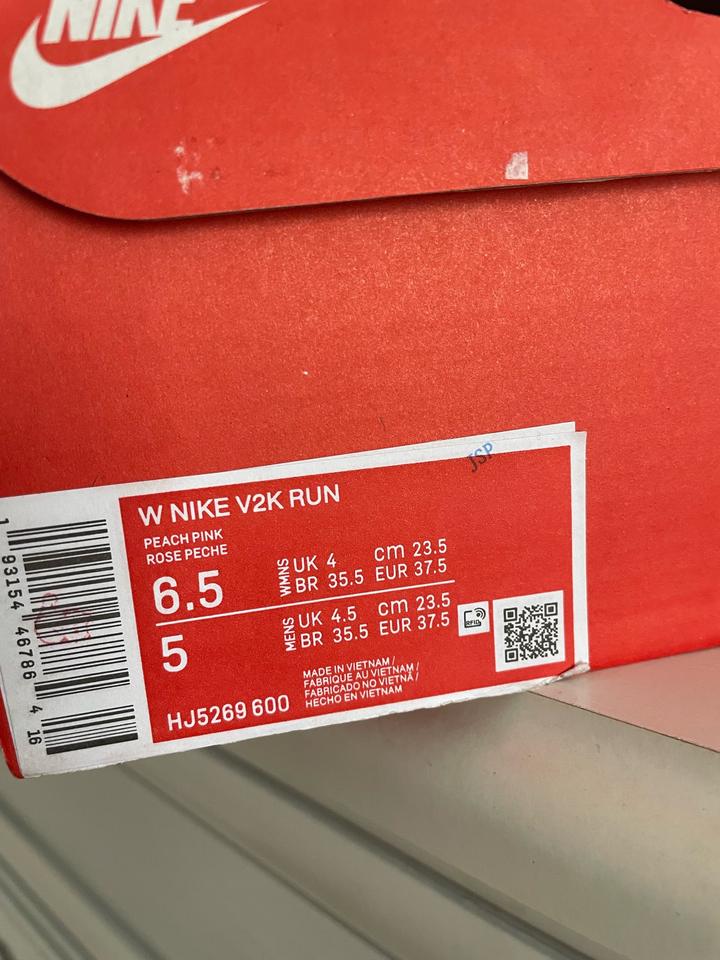 NIKE
JSP
W NIKE V2K RUN
PEACH PINK
ROSE PECHE
6.5
WMNS
UK 4 cm 23.5
BR 35.5 EUR 37.5
5
MENS
UK 4.5 cm 23.5
BR 35.5 EUR 37.5
RFID
MADE IN VIETNAM /
FABRIQUE AU VIETNAM /
FABRICADO NO VIETNÃ /
HECHO EN VIETNAM
HJ5269 600
1 93154 46786 4 16